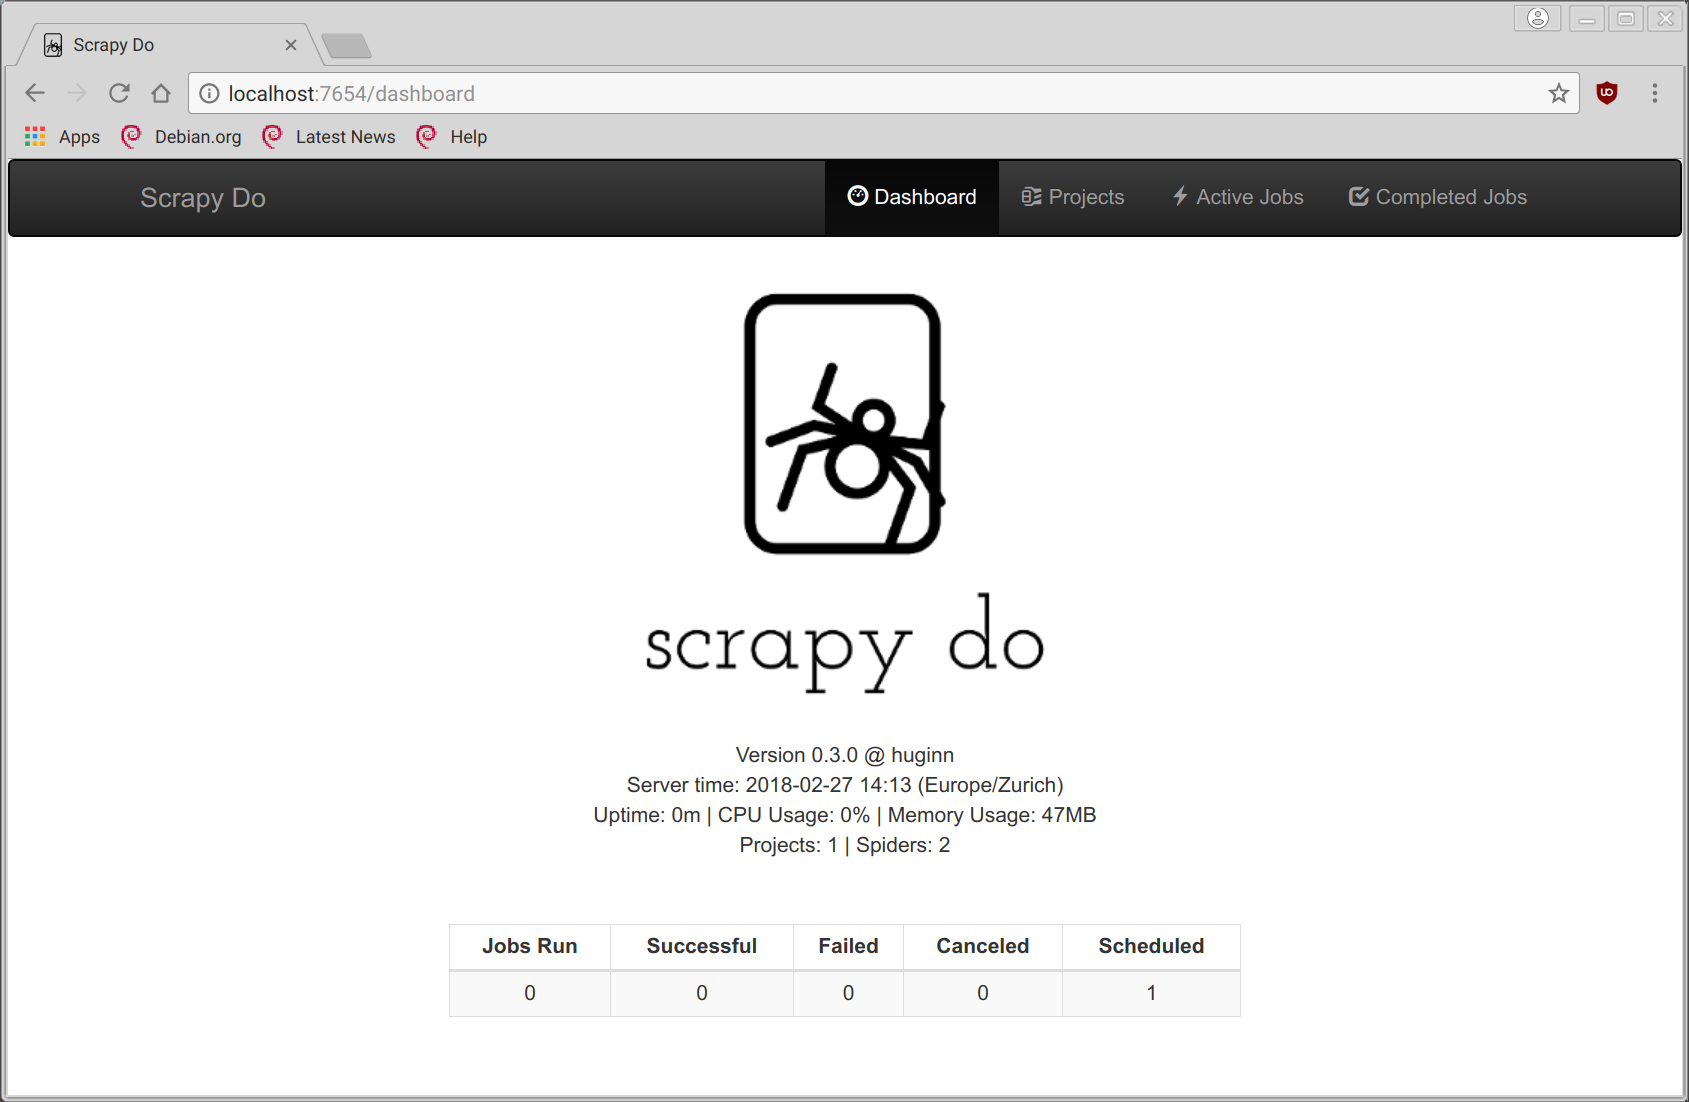 Scrapy Do
localhost:7654/dashboard
Apps Debian.org Latest News Help
Scrapy Do Dashboard Projects Active Jobs Completed Jobs
scrapy do
Version 0.3.0 @ huginn
Server time: 2018-02-27 14:13 (Europe/Zurich)
Uptime: 0m | CPU Usage: 0% | Memory Usage: 47MB
Projects: 1 | Spiders: 2
Jobs Run Successful Failed Canceled Scheduled
0 0 0 0 1